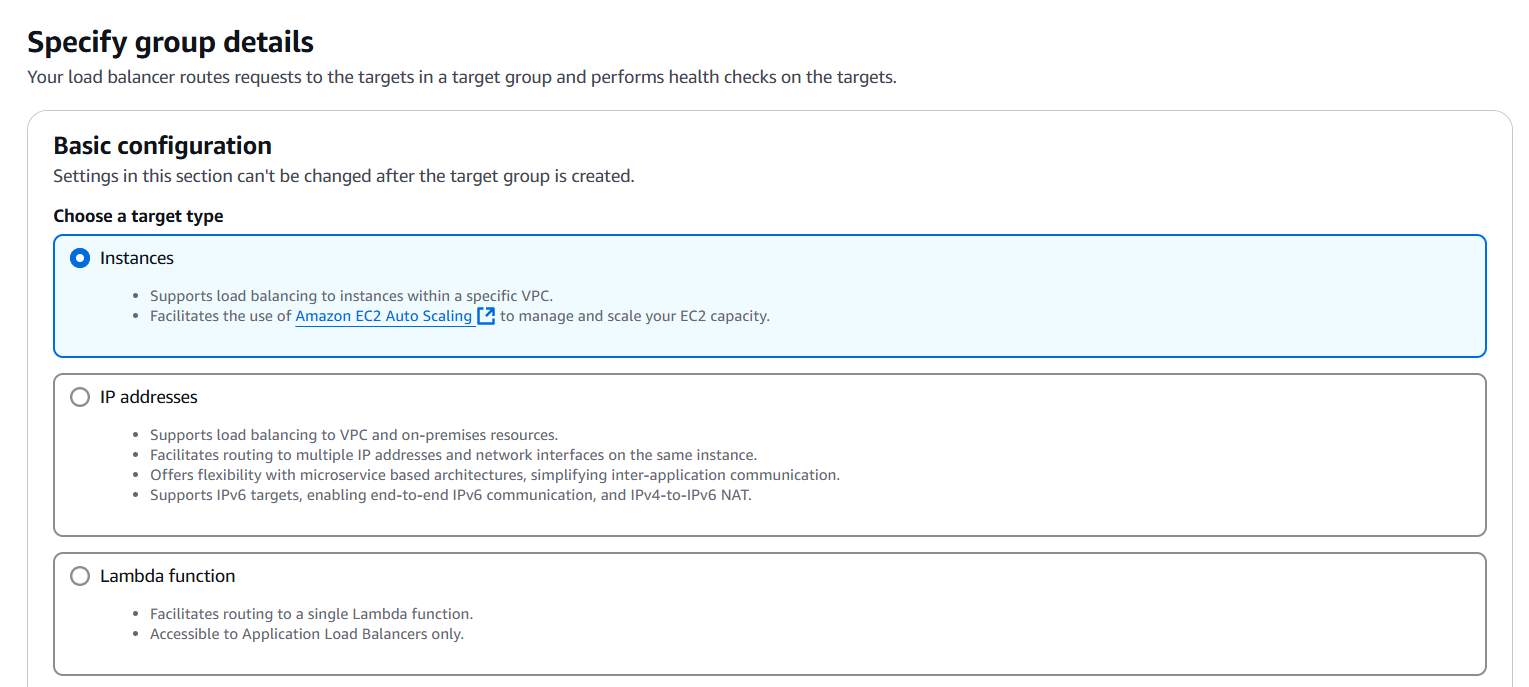 Specify group details
Your load balancer routes requests to the targets in a target group and performs health checks on the targets.
Basic configuration
Settings in this section can't be changed after the target group is created.
Choose a target type
Instances
• Supports load balancing to instances within a specific VPC.
• Facilitates the use of Amazon EC2 Auto Scaling to manage and scale your EC2 capacity.
IP addresses
• Supports load balancing to VPC and on-premises resources.
• Facilitates routing to multiple IP addresses and network interfaces on the same instance.
• Offers flexibility with microservice based architectures, simplifying inter-application communication.
• Supports IPv6 targets, enabling end-to-end IPv6 communication, and IPv4-to-IPv6 NAT.
Lambda function
• Facilitates routing to a single Lambda function.
• Accessible to Application Load Balancers only.